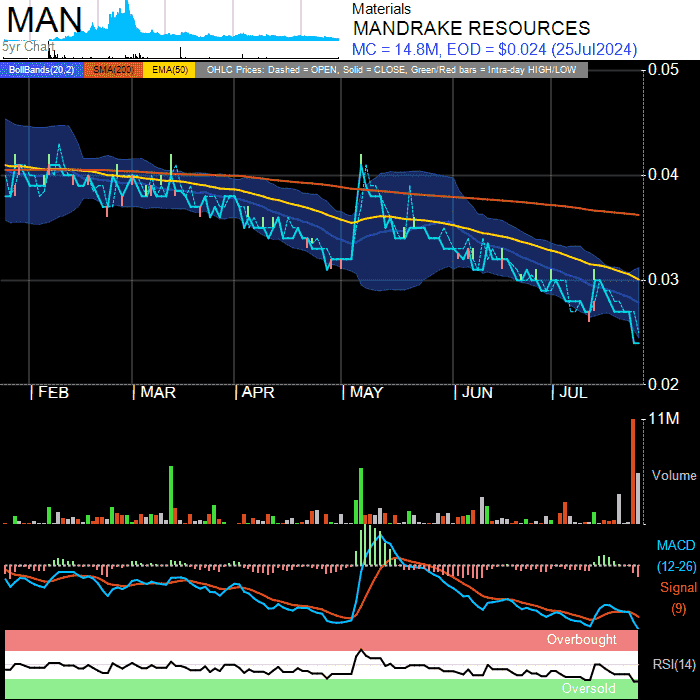 MAN
5yr Chart
Materials
MANDRAKE RESOURCES
MC = 14.8M, EOD = $0.024 (25Jul2024)
BollBands(20,2) SMA(200) EMA(50) OHLC Prices: Dashed = OPEN, Solid = CLOSE, Green/Red bars = Intra-day HIGH/LOW
0.05
0.04
0.03
0.02
| FEB | MAR | APR | MAY | JUN | JUL
11M
Volume
MACD
(12-26)
Signal
(9)
Overbought
RSI(14)
Oversold